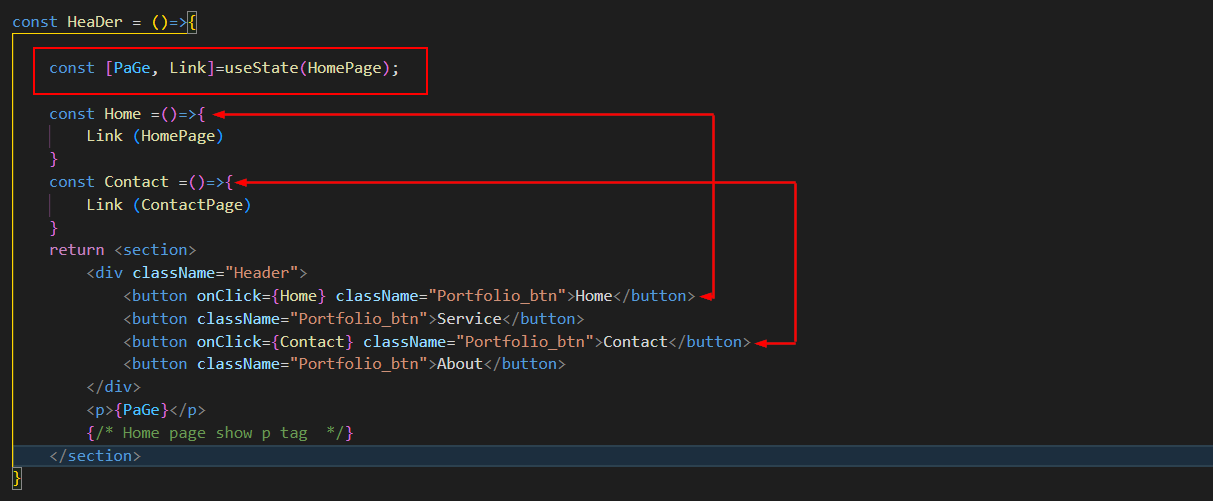 const HeaDer = ()=>{
const [PaGe, Link]=useState(HomePage);
const Home =()=>{
Link (HomePage)
}
const Contact =()=>{
Link (ContactPage)
}
return <section>
<div className="Header">
<button onClick={Home} className="Portfolio_btn">Home</button>
<button className="Portfolio_btn">Service</button>
<button onClick={Contact} className="Portfolio_btn">Contact</button>
<button className="Portfolio_btn">About</button>
</div>
<p>{PaGe}</p>
{/* Home page show p tag  */}
</section>
}